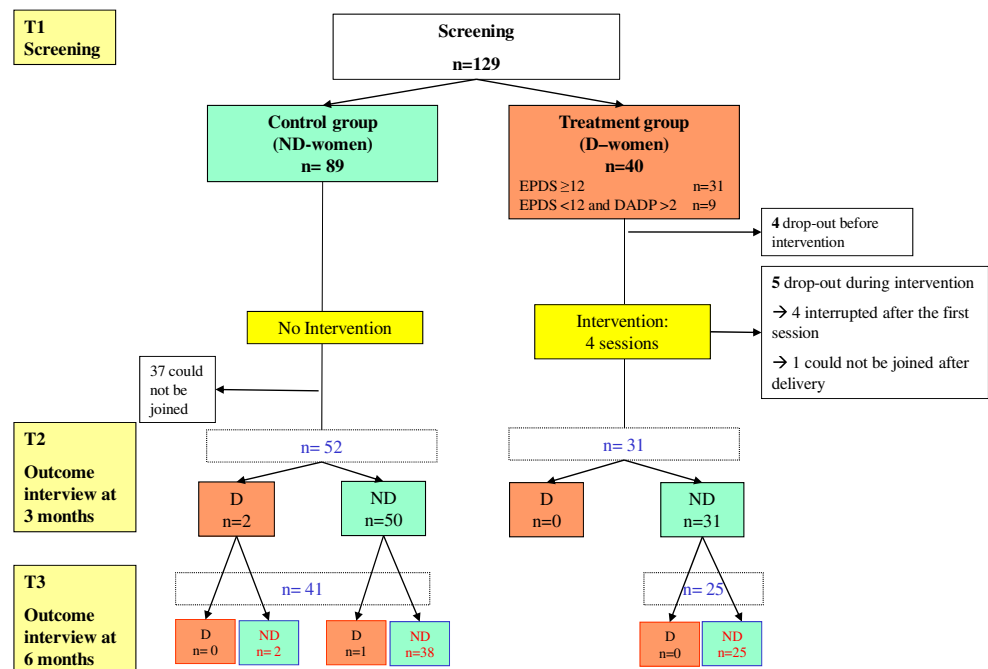 T1
Screening
Screening
n=129
Control group
(ND-women)
n= 89
Treatment group
(D–women)
n=40
EPDS ≥12 n=31
EPDS <12 and DADP >2 n=9
4 drop-out before
intervention
5 drop-out during intervention
→ 4 interrupted after the first
session
→ 1 could not be joined after
delivery
No Intervention
Intervention:
4 sessions
37 could
not be
joined
T2
Outcome
interview at
3 months
n= 52
n= 31
D
n=2
ND
n=50
D
n=0
ND
n=31
T3
Outcome
interview at
6 months
n= 41
n= 25
D
n= 0
ND
n= 2
D
n=1
ND
n=38
D
n=0
ND
n=25